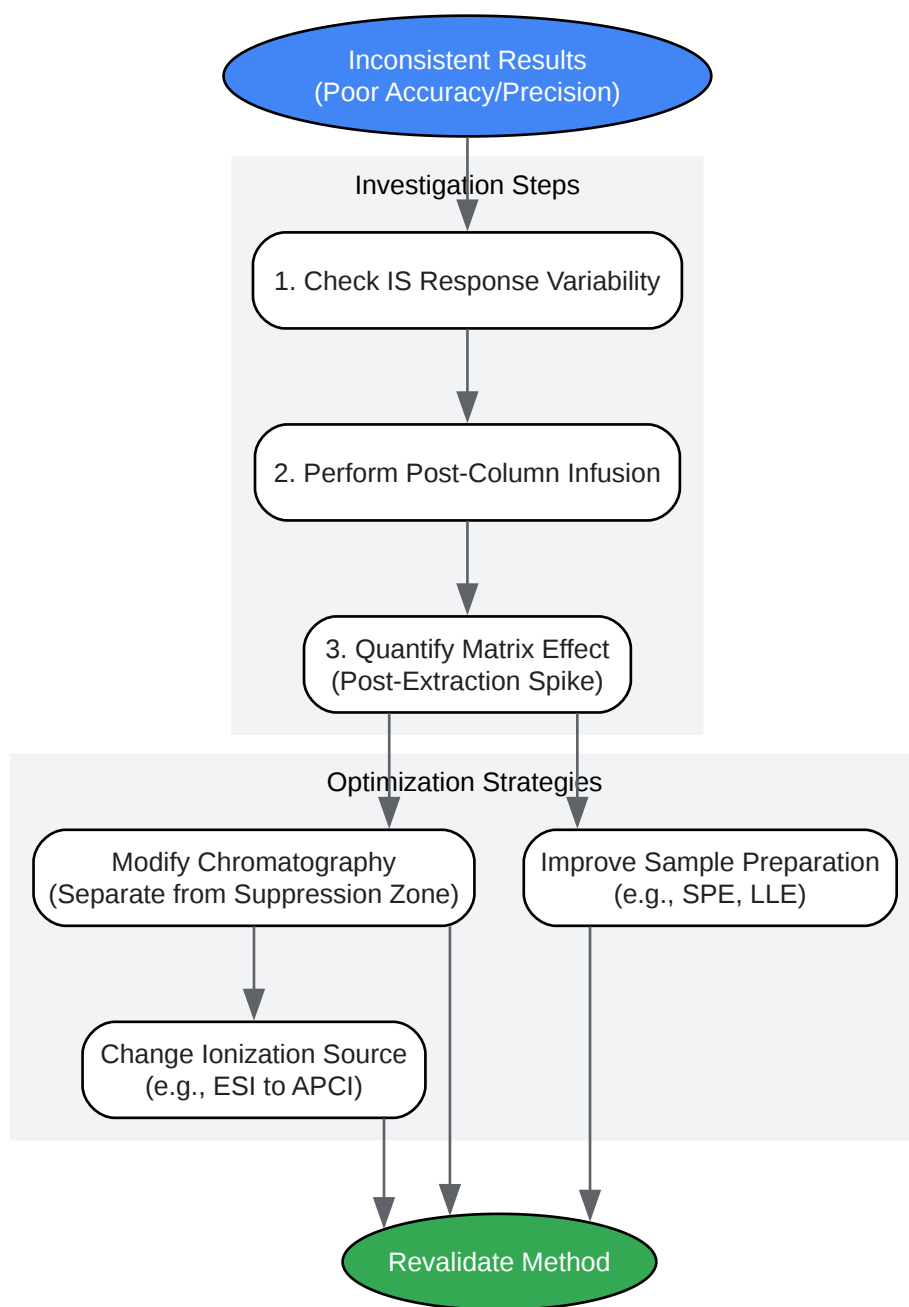 Inconsistent Results
(Poor Accuracy/Precision)
Investigation Steps
1. Check IS Response Variability
2. Perform Post-Column Infusion
3. Quantify Matrix Effect
(Post-Extraction Spike)
Optimization Strategies
Modify Chromatography
(Separate from Suppression Zone)
Improve Sample Preparation
(e.g., SPE, LLE)
Change Ionization Source
(e.g., ESI to APCI)
Revalidate Method